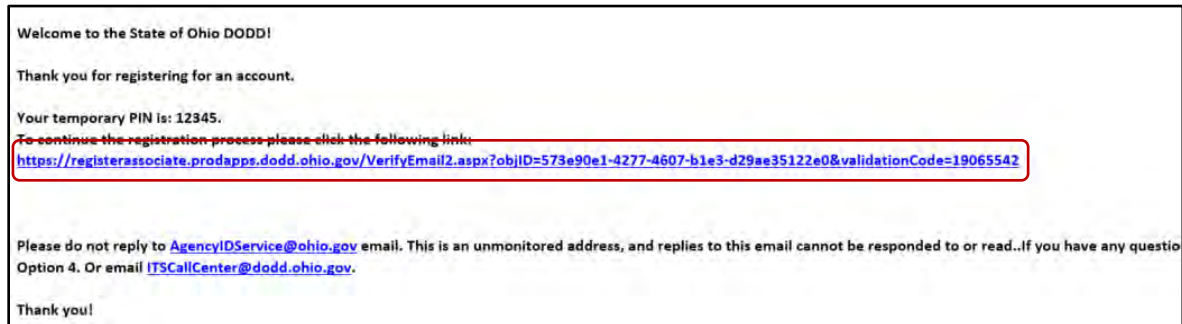 Welcome to the State of Ohio DODD!
Thank you for registering for an account.
Your temporary PIN is: 12345.
To continue the registration process please click the following link:
https://registerassociate.prodapps.dodd.ohio.gov/VerifyEmail2.aspx?objID=573e90e1-4277-4607-b1e3-d29ae35122e0&validationCode=19065542
Please do not reply to AgencyIDService@ohio.gov email. This is an unmonitored address, and replies to this email cannot be responded to or read..If you have any questio
Option 4. Or email ITSCallCenter@dodd.ohio.gov.
Thank you!